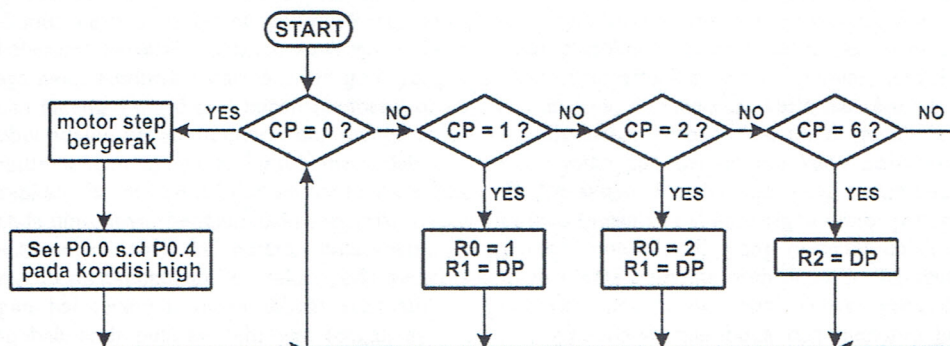 START
YES
NO
NO
NO
NO
motor step
bergerak
CP = 0 ?
CP = 1 ?
CP = 2 ?
CP = 6 ?
YES
YES
YES
Set P0.0 s.d P0.4
pada kondisi high
R0 = 1
R1 = DP
R0 = 2
R1 = DP
R2 = DP